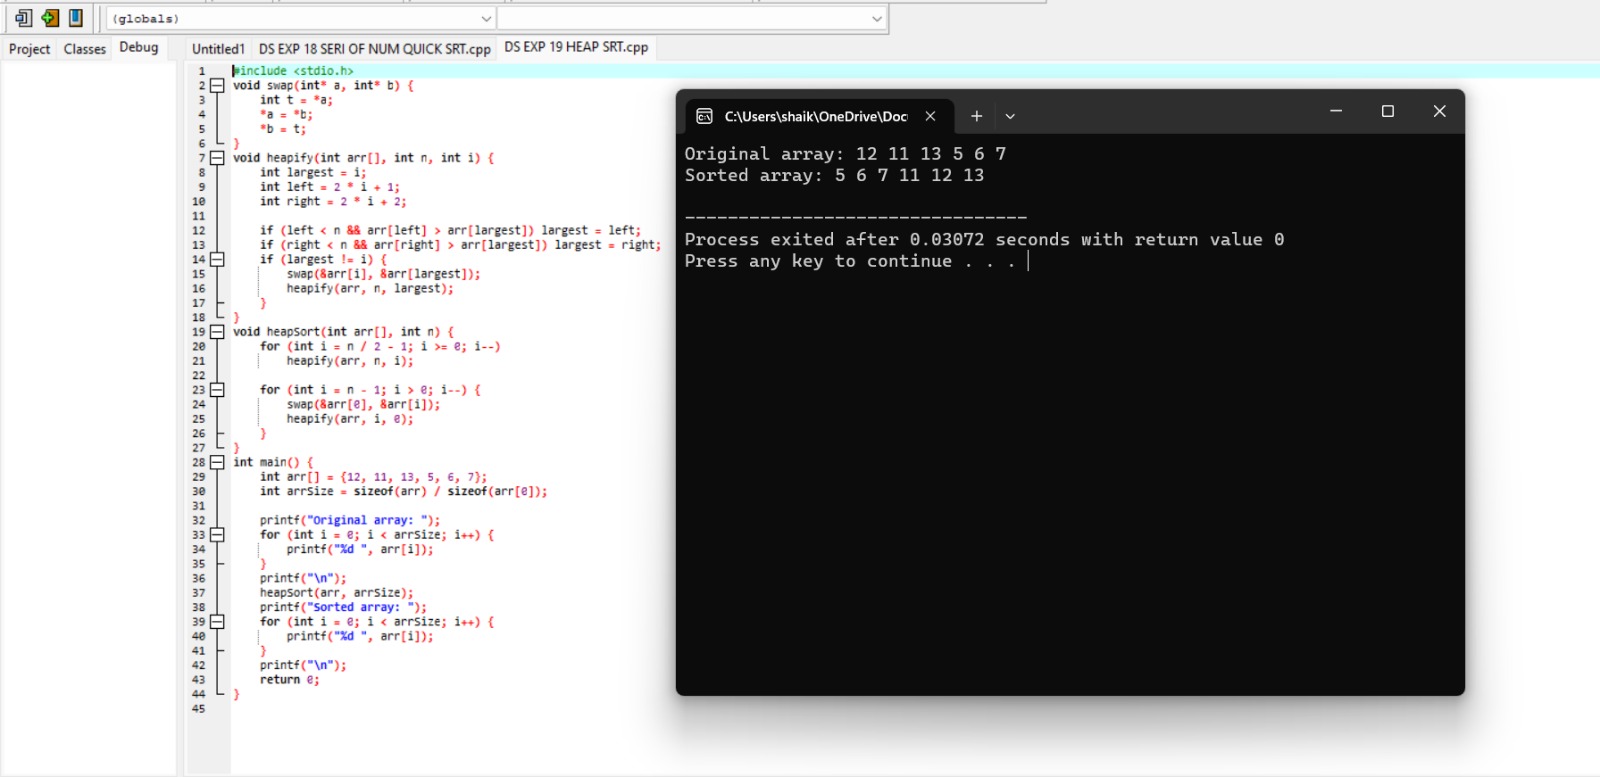 (globals)
Project Classes Debug
Untitled1 DS EXP 18 SERI OF NUM QUICK SRT.cpp DS EXP 19 HEAP SRT.cpp
1 #include <stdio.h>
2 void swap(int* a, int* b) {
3 int t = *a;
4 *a = *b;
5 *b = t;
6 }
7 void heapify(int arr[], int n, int i) {
8 int largest = i;
9 int left = 2 * i + 1;
10 int right = 2 * i + 2;
11
12 if (left < n && arr[left] > arr[largest]) largest = left;
13 if (right < n && arr[right] > arr[largest]) largest = right;
14 if (largest != i) {
15 swap(&arr[i], &arr[largest]);
16 heapify(arr, n, largest);
17 }
18 }
19 void heapSort(int arr[], int n) {
20 for (int i = n / 2 - 1; i >= 0; i--)
21 heapify(arr, n, i);
22
23 for (int i = n - 1; i > 0; i--) {
24 swap(&arr[0], &arr[i]);
25 heapify(arr, i, 0);
26 }
27 }
28 int main() {
29 int arr[] = {12, 11, 13, 5, 6, 7};
30 int arrSize = sizeof(arr) / sizeof(arr[0]);
31
32 printf("Original array: ");
33 for (int i = 0; i < arrSize; i++) {
34 printf("%d ", arr[i]);
35 }
36 printf("\n");
37 heapSort(arr, arrSize);
38 printf("Sorted array: ");
39 for (int i = 0; i < arrSize; i++) {
40 printf("%d ", arr[i]);
41 }
42 printf("\n");
43 return 0;
44 }
45
C:\Users\shaik\OneDrive\Doc
Original array: 12 11 13 5 6 7
Sorted array: 5 6 7 11 12 13
--------------------------------
Process exited after 0.03072 seconds with return value 0
Press any key to continue . . .